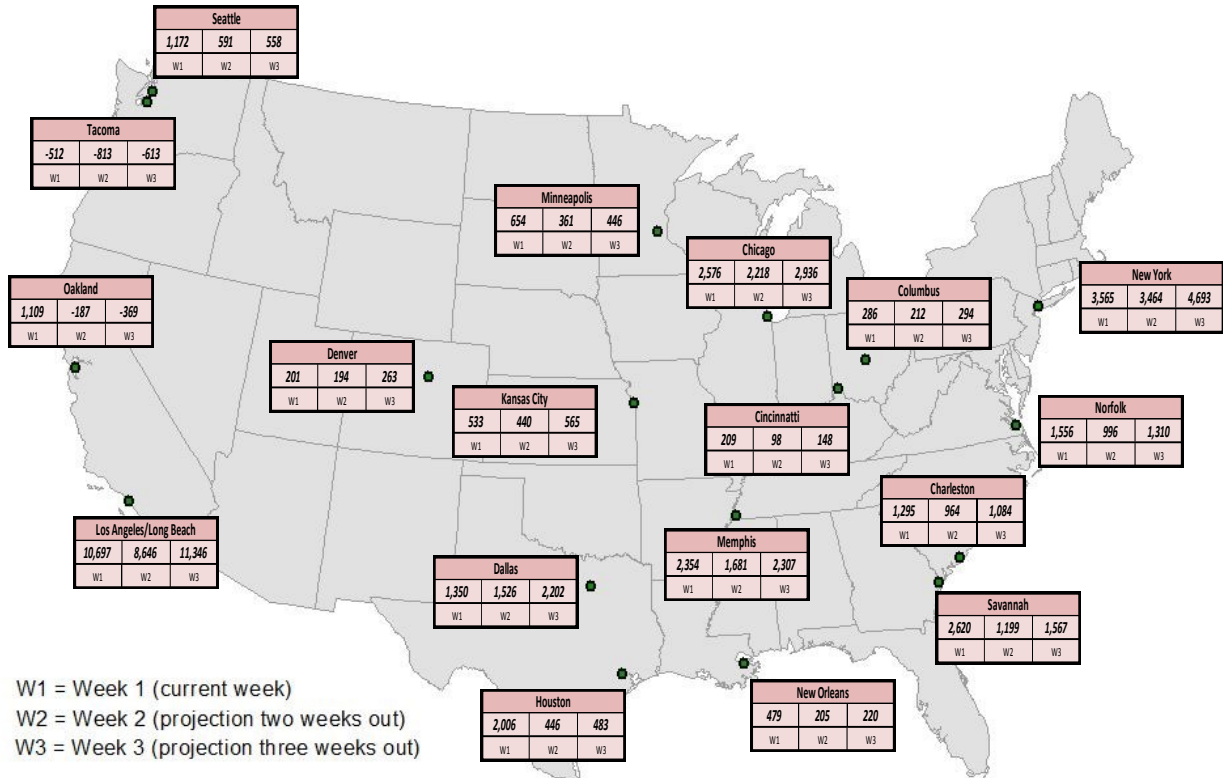 Seattle
1,172 591 558
W1 W2 W3
Tacoma
-512 -813 -613
W1 W2 W3
Minneapolis
654 361 446
W1 W2 W3
Chicago
2,576 2,218 2,936
W1 W2 W3
New York
3,565 3,464 4,693
W1 W2 W3
Oakland
1,109 -187 -369
W1 W2 W3
Columbus
286 212 294
W1 W2 W3
Denver
201 194 263
W1 W2 W3
Kansas City
533 440 565
W1 W2 W3
Cincinnatti
209 98 148
W1 W2 W3
Norfolk
1,556 996 1,310
W1 W2 W3
Charleston
1,295 964 1,084
W1 W2 W3
Los Angeles/Long Beach
10,697 8,646 11,346
W1 W2 W3
Memphis
2,354 1,681 2,307
W1 W2 W3
Dallas
1,350 1,526 2,202
W1 W2 W3
Savannah
2,620 1,199 1,567
W1 W2 W3
New Orleans
479 205 220
W1 W2 W3
Houston
2,006 446 483
W1 W2 W3
W1 = Week 1 (current week)
W2 = Week 2 (projection two weeks out)
W3 = Week 3 (projection three weeks out)